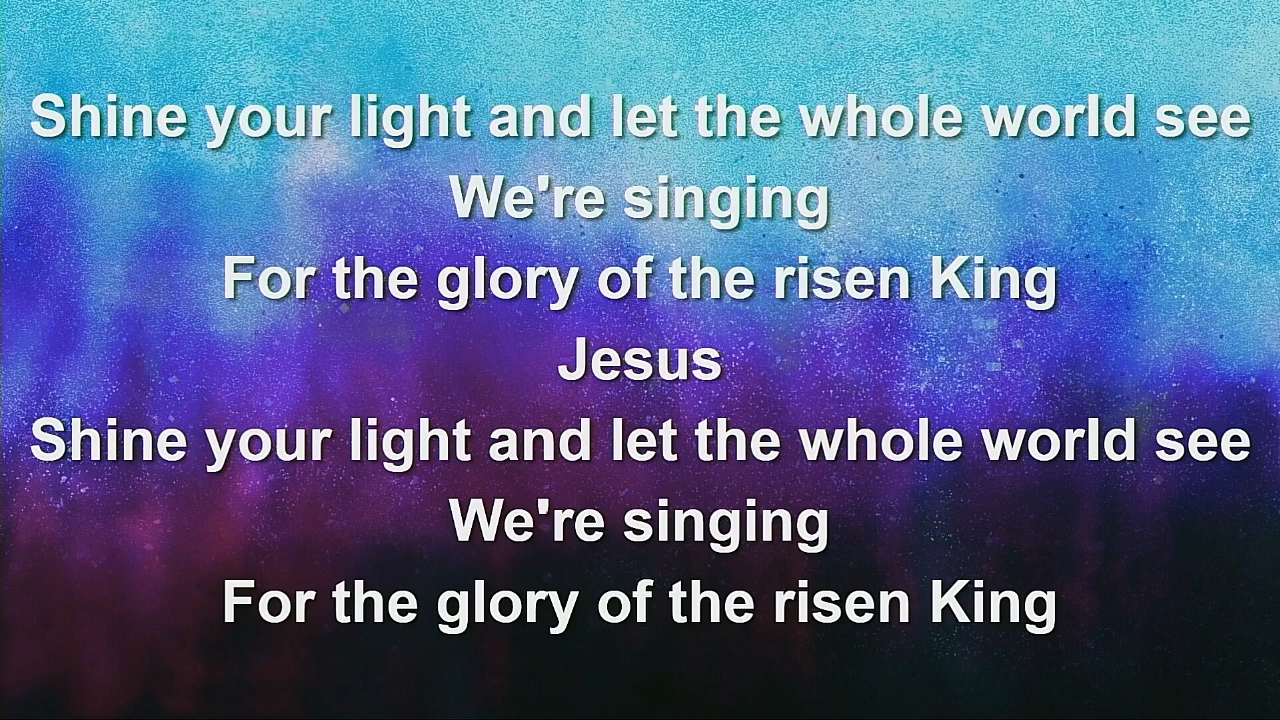 Shine your light and let the whole world see
We're singing
For the glory of the risen King
Jesus
Shine your light and let the whole world see
We're singing
For the glory of the risen King